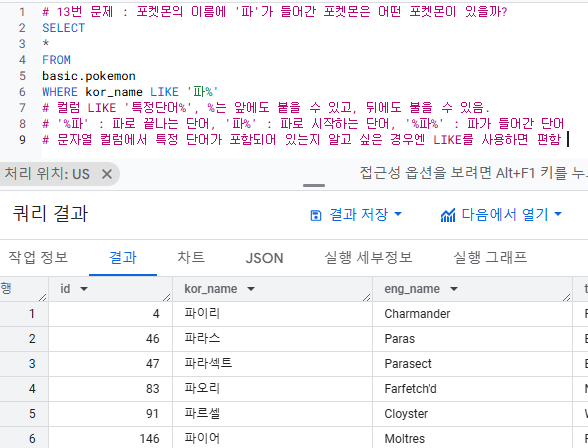 1 # 13번 문제 : 포켓몬의 이름에 '파'가 들어간 포켓몬은 어떤 포켓몬이 있을까?
2 SELECT
3 *
4 FROM
5 basic.pokemon
6 WHERE kor_name LIKE '파%'
7 # 컬럼 LIKE '특정단어%', %는 앞에도 붙을 수 있고, 뒤에도 붙을 수 있음.
8 # '%파' : 파로 끝나는 단어, '파%' : 파로 시작하는 단어, '%파%' : 파가 들어간 단어
9 # 문자열 컬럼에서 특정 단어가 포함되어 있는지 알고 싶은 경우엔 LIKE를 사용하면 편함
처리 위치: US
접근성 옵션을 보려면 Alt+F1 키를 누
쿼리 결과 결과 저장 다음에서 열기
작업 정보 결과 차트 JSON 실행 세부정보 실행 그래프
행 id kor_name eng_name
1 4 파이리 Charmander
2 46 파라스 Paras
3 47 파라섹트 Parasect
4 83 파오리 Farfetch'd
5 91 파르셀 Cloyster
6 146 파이어 Moltres